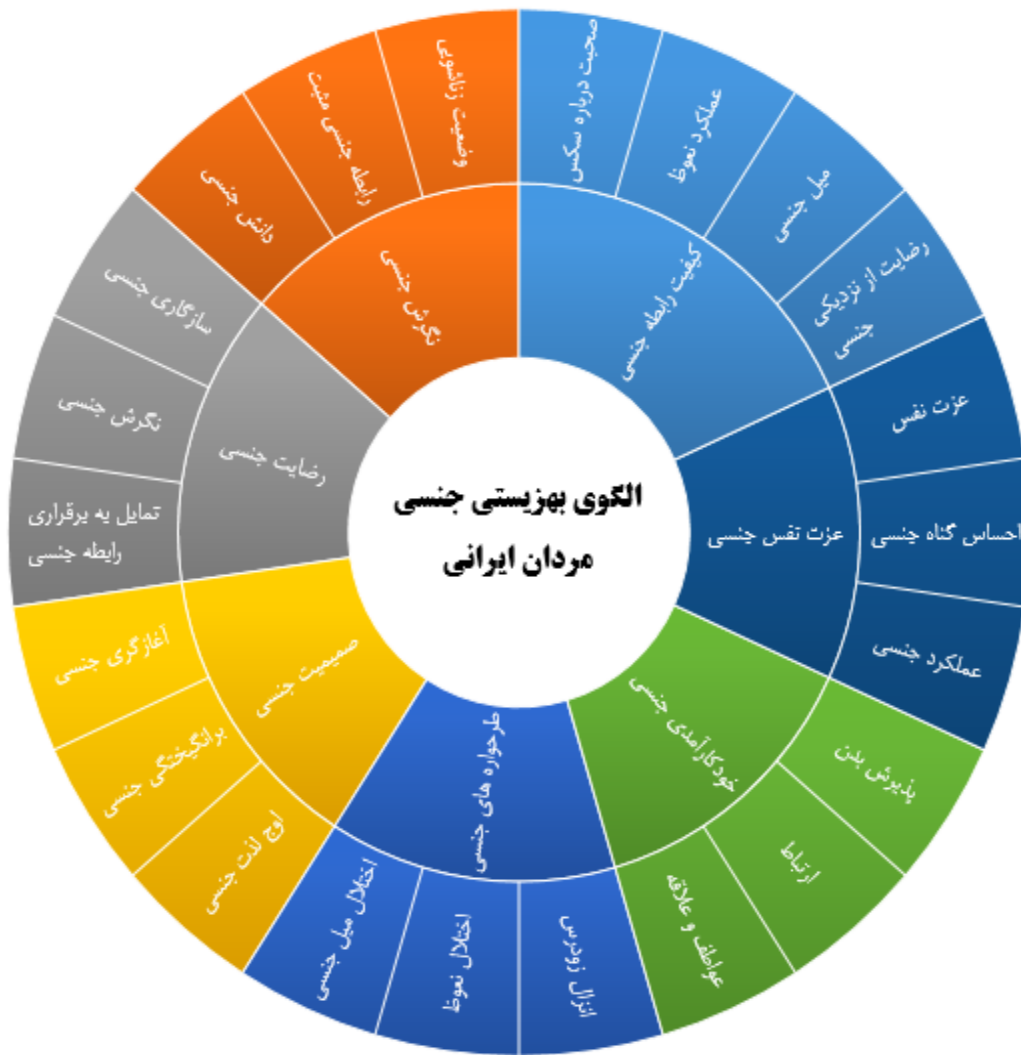 الگوی بهزیستی جنسی
مردان ایرانی
کیفیت رابطه جنسی
صحبت درباره سکس
عملکرد نعوظ
میل جنسی
رضایت از نزدیکی
جنسی
عزت نفس جنسی
عزت نفس
احساس گناه جنسی
عملکرد جنسی
خودکارآمدی جنسی
پذیرش بدن
ارتباط
عواطف و علاقه
طرحواره های جنسی
انزال زودرس
اختلال نعوظ
اختلال میل جنسی
صمیمیت جنسی
اوج لذت جنسی
برانگیختگی جنسی
آغازگری جنسی
رضایت جنسی
تمایل به برقراری
رابطه جنسی
نگرش جنسی
سازگاری جنسی
نگرش جنسی
دانش جنسی
رابطه جنسی مثبت
وضعیت زناشویی